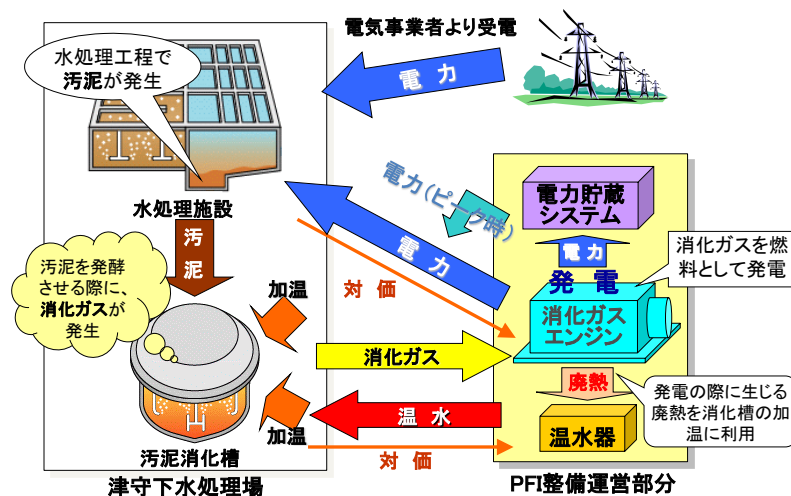 電気事業者より受電
水処理工程で
汚泥が発生
電 力
水処理施設
電力(ピーク時)
電力貯蔵
システム
電 力
電 力
発 電
消化ガスを燃
料として発電
汚
泥
汚泥を発酵
させる際に、
消化ガスが
発生
加温
対 価
消化ガス
エンジン
消化ガス
廃熱
発電の際に生じる
廃熱を消化槽の加
温に利用
温 水
温水器
加温
対 価
汚泥消化槽
津守下水処理場
PFI整備運営部分